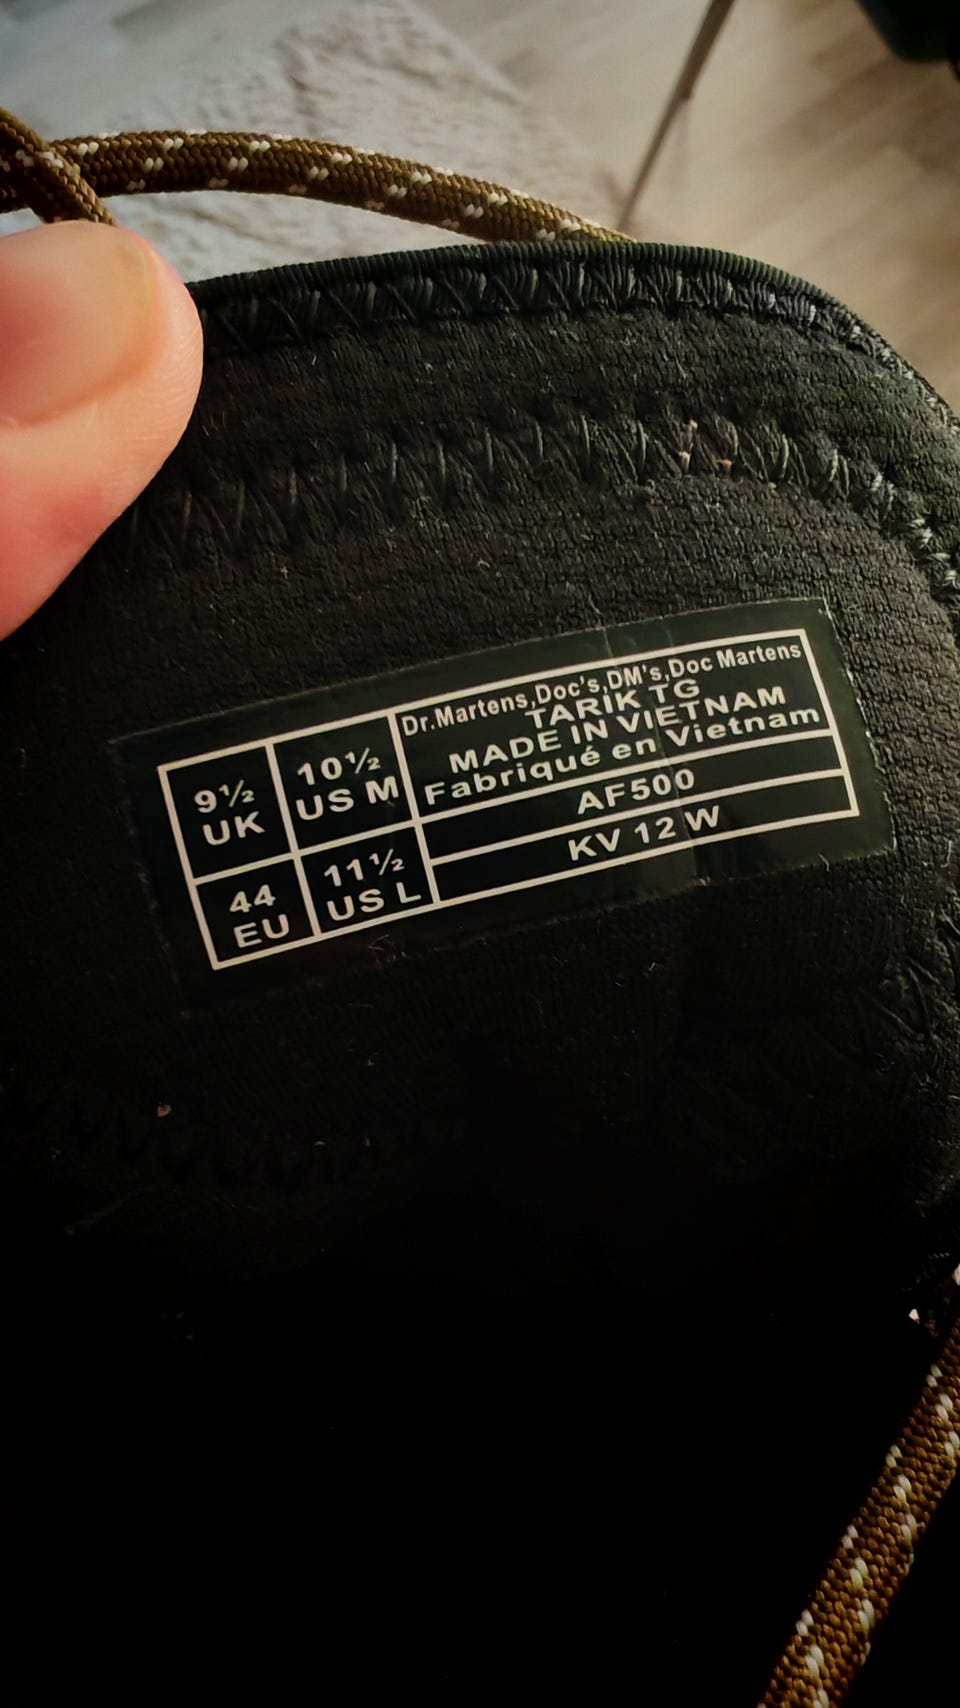 9½
UK
10½
US M
Dr.Martens,Doc's,DM's,Doc Martens
TARIK TG
MADE IN VIETNAM
Fabriqué en Vietnam
44
EU
11½
US L
AF500
KV 12 W